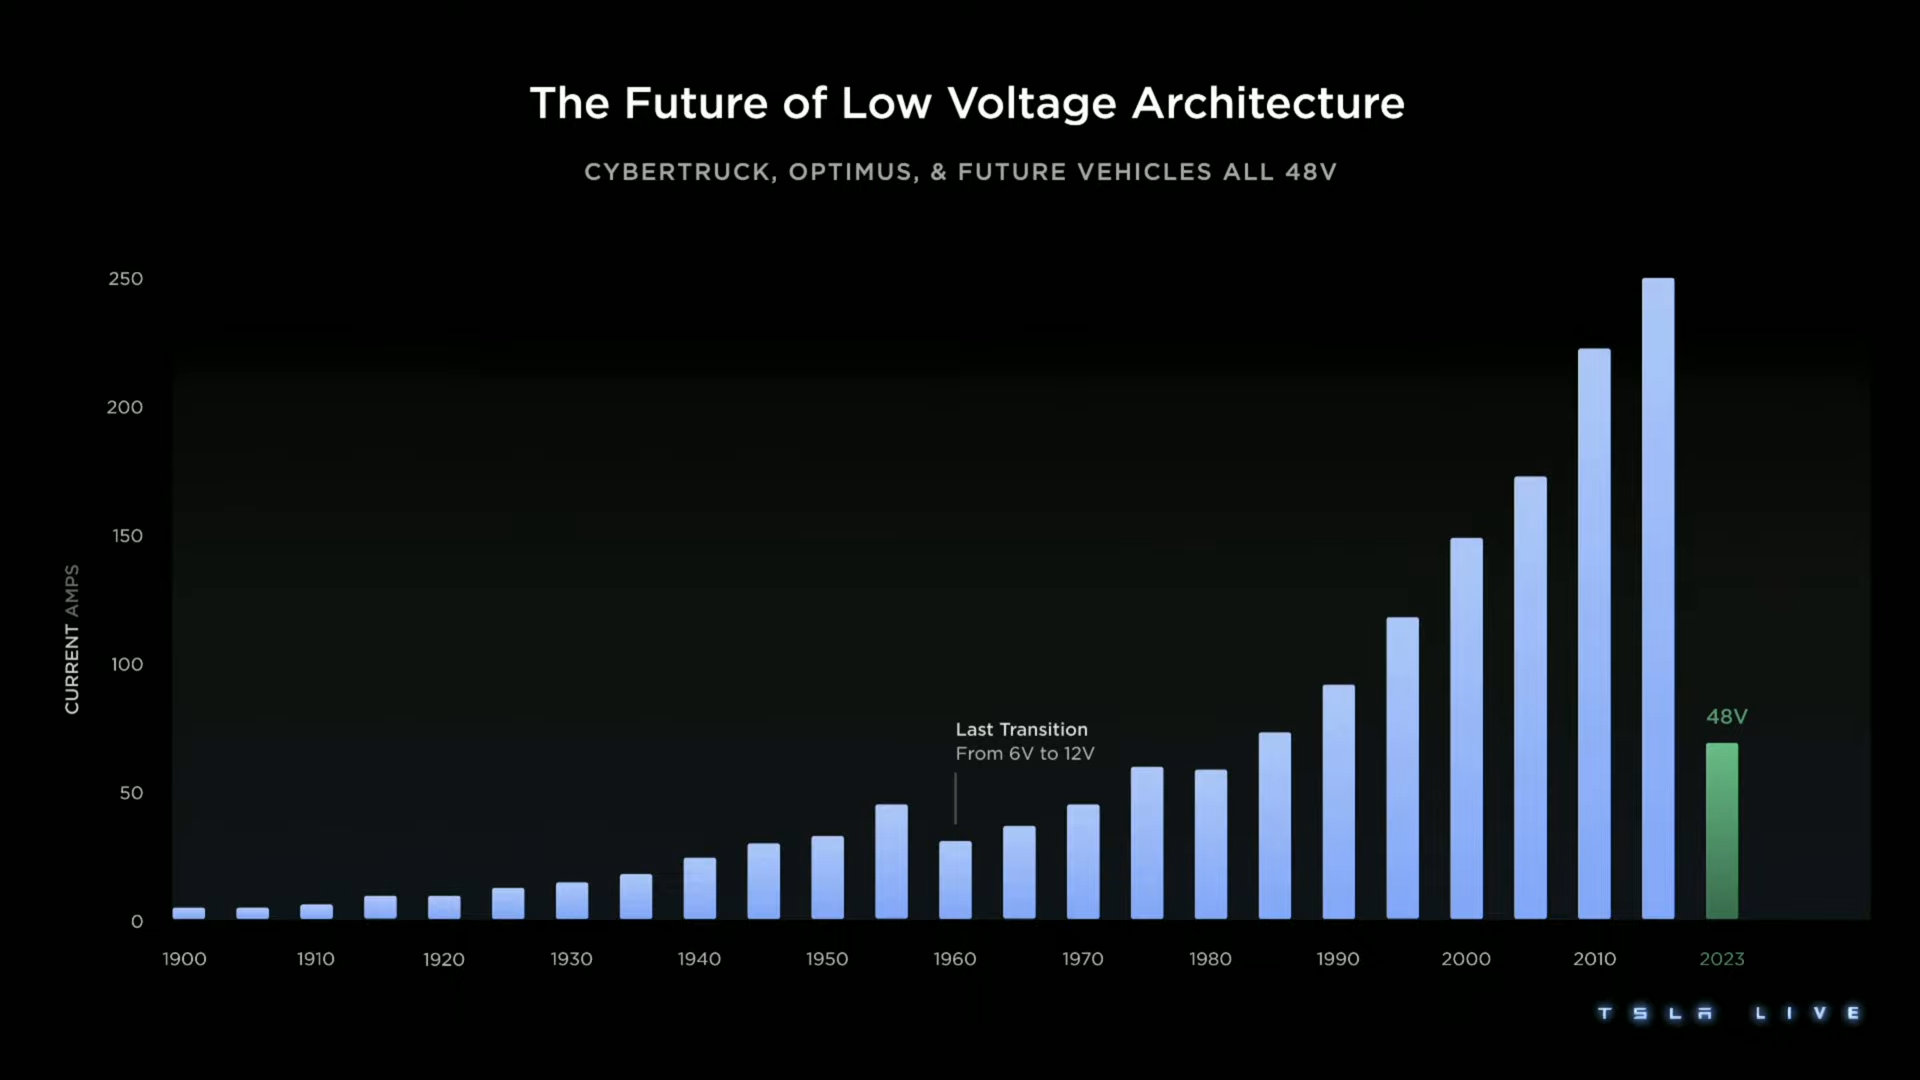 The Future of Low Voltage Architecture
CYBERTRUCK, OPTIMUS, & FUTURE VEHICLES ALL 48V
250
200
150
100
50
0
CURRENT AMPS
Last Transition
From 6V to 12V
48V
1900 1910 1920 1930 1940 1950 1960 1970 1980 1990 2000 2010 2023
TSLA LIVE